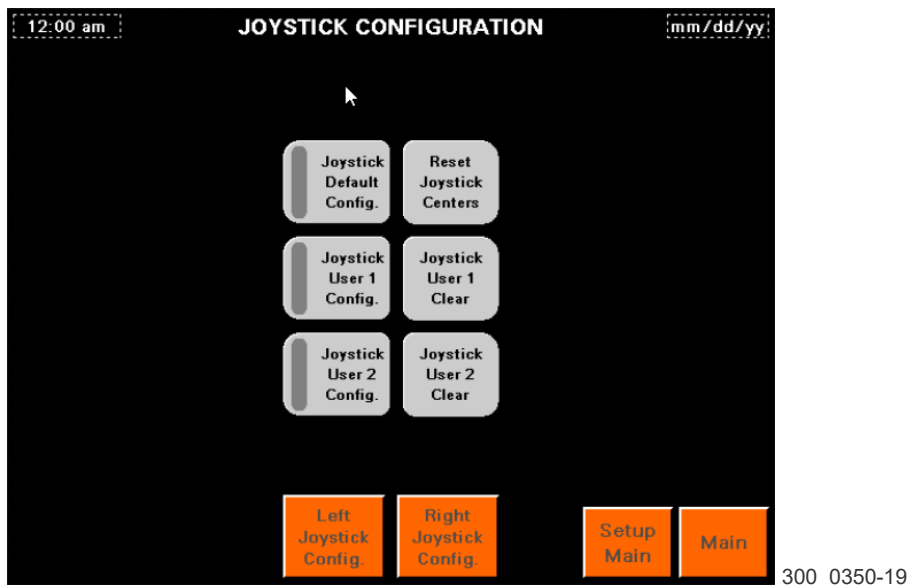 12:00 am JOYSTICK CONFIGURATION mm/dd/yy
Joystick
Default
Config.
Reset
Joystick
Centers
Joystick
User 1
Config.
Joystick
User 1
Clear
Joystick
User 2
Config.
Joystick
User 2
Clear
Left
Joystick
Config.
Right
Joystick
Config.
Setup
Main
Main
300_0350-19